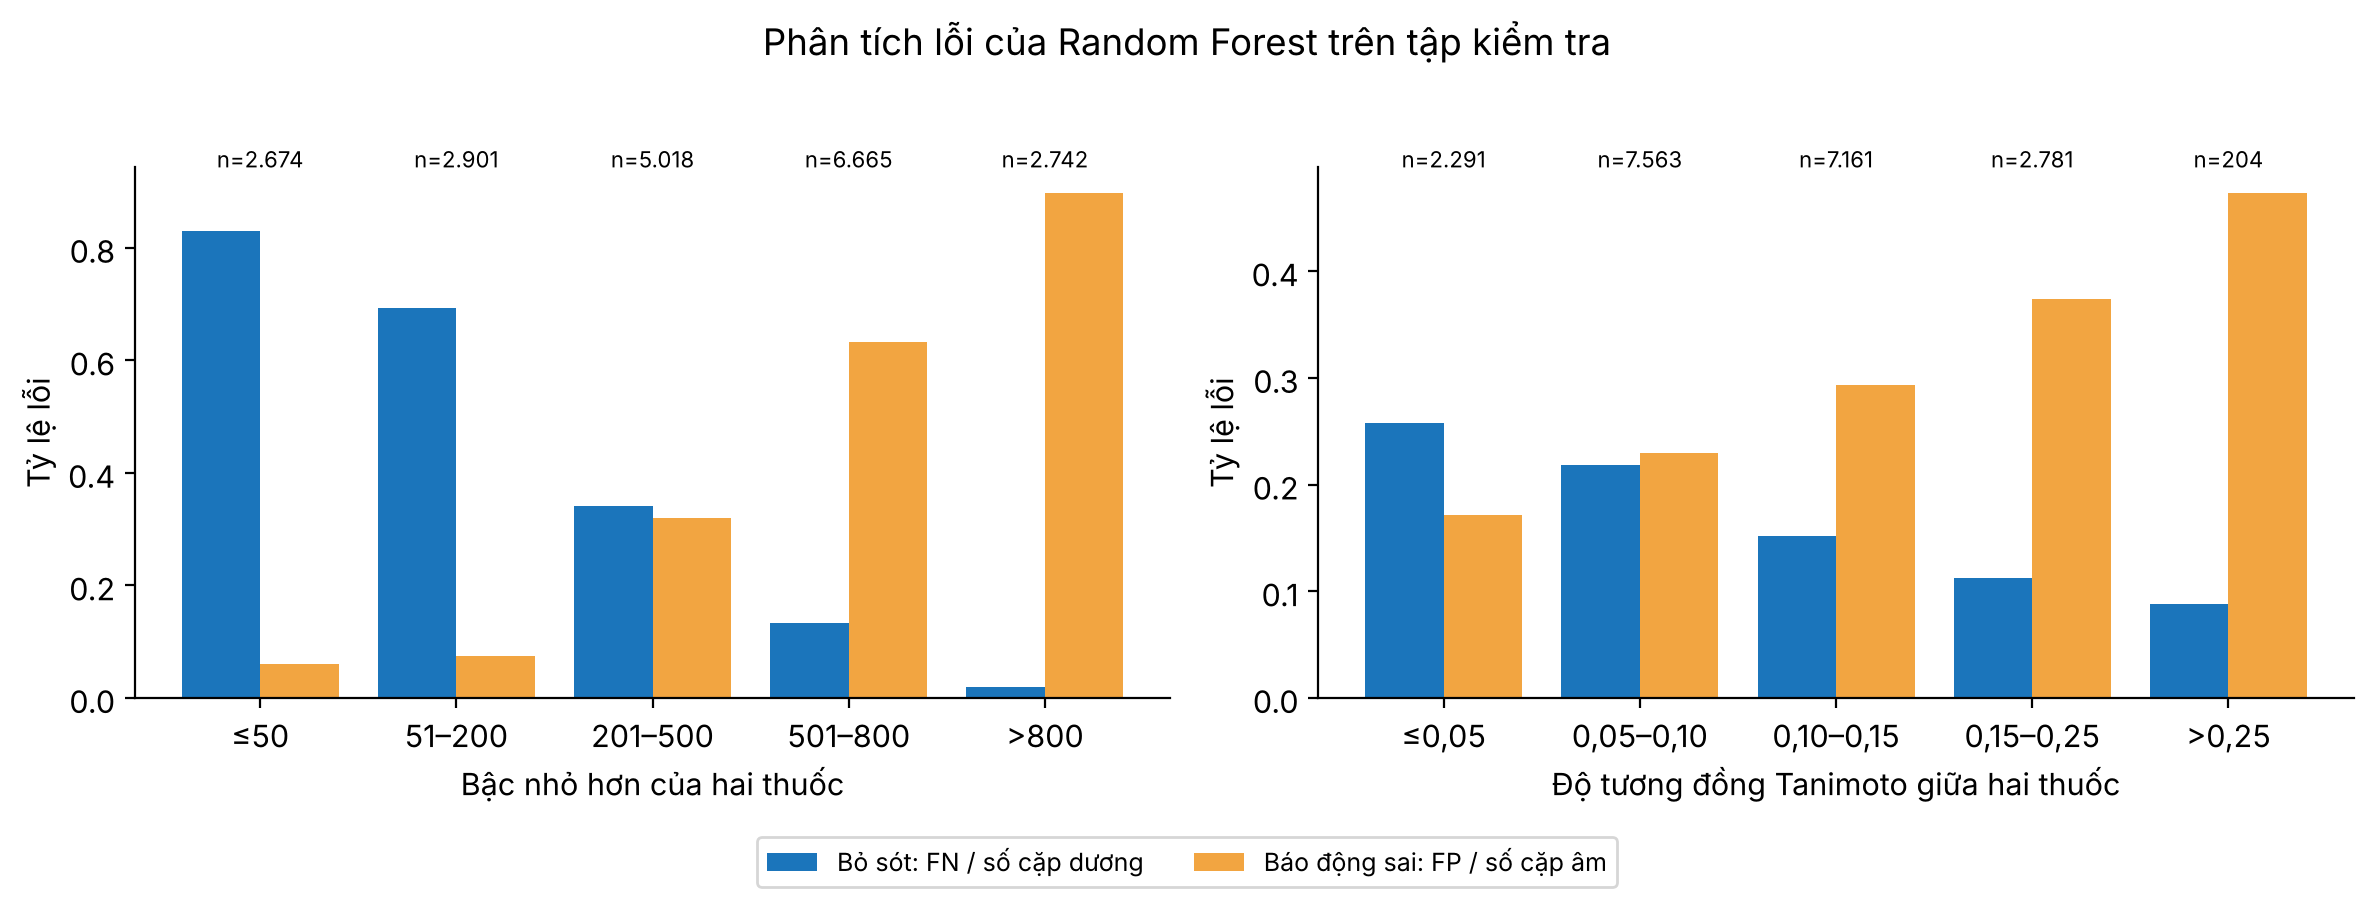 Phân tích lỗi của Random Forest trên tập kiểm tra
n=2.674 n=2.901 n=5.018 n=6.665 n=2.742
Tỷ lệ lỗi
0.8
0.6
0.4
0.2
0.0
≤50 51–200 201–500 501–800 >800
Bậc nhỏ hơn của hai thuốc
n=2.291 n=7.563 n=7.161 n=2.781 n=204
Tỷ lệ lỗi
0.4
0.3
0.2
0.1
0.0
≤0,05 0,05–0,10 0,10–0,15 0,15–0,25 >0,25
Độ tương đồng Tanimoto giữa hai thuốc
Bỏ sót: FN / số cặp dương
Báo động sai: FP / số cặp âm